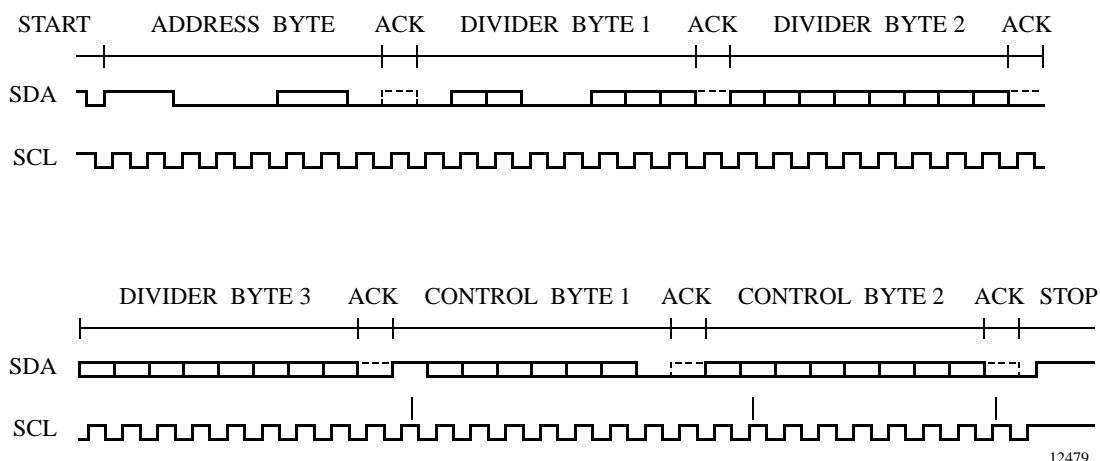 START ADDRESS BYTE ACK DIVIDER BYTE 1 ACK DIVIDER BYTE 2 ACK
SDA
SCL
DIVIDER BYTE 3 ACK CONTROL BYTE 1 ACK CONTROL BYTE 2 ACK STOP
SDA
SCL
12479